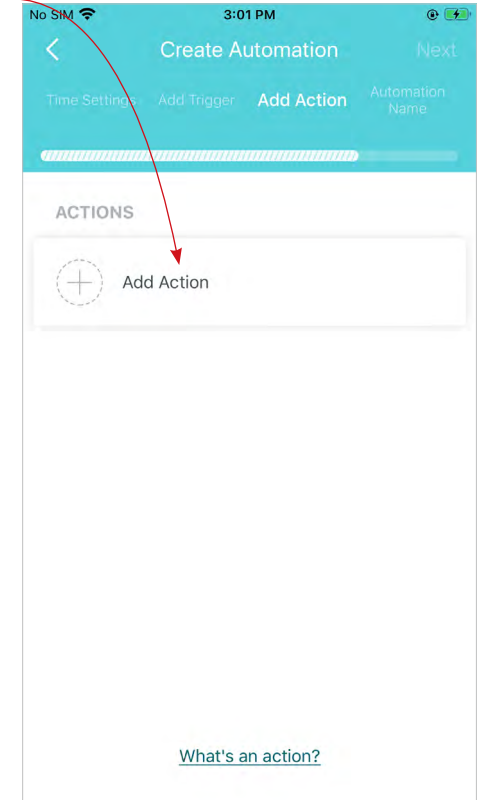 No SIM 3:01 PM
Create Automation Next
Time Settings Add Trigger Add Action Automation Name
ACTIONS
Add Action
What's an action?